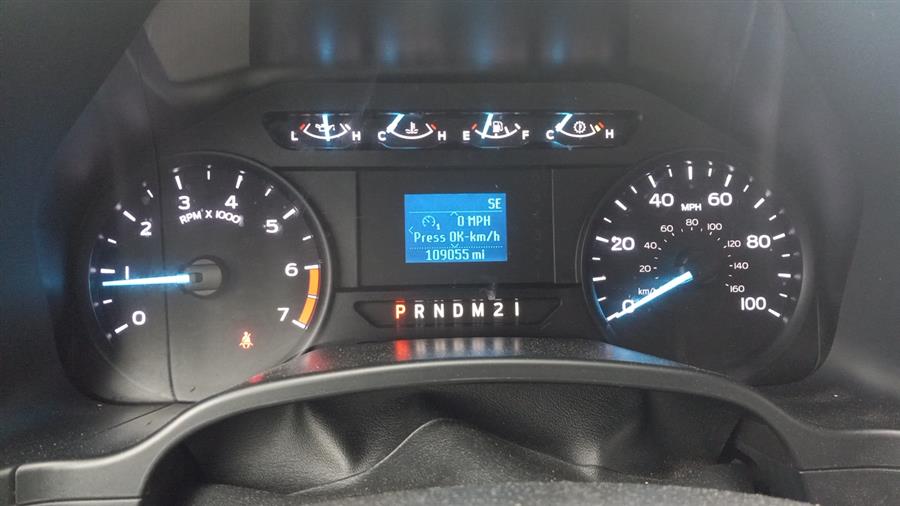 L H C H E F C H
0 1 2 3 4 5 6 7
RPM X 1000
SE
1 0 MPH
Press OK-km/h
109055 mi
P R N D M 2 1
0 20 40 60 80 100
MPH
20 40 60 80 100 120 140 160
km/h